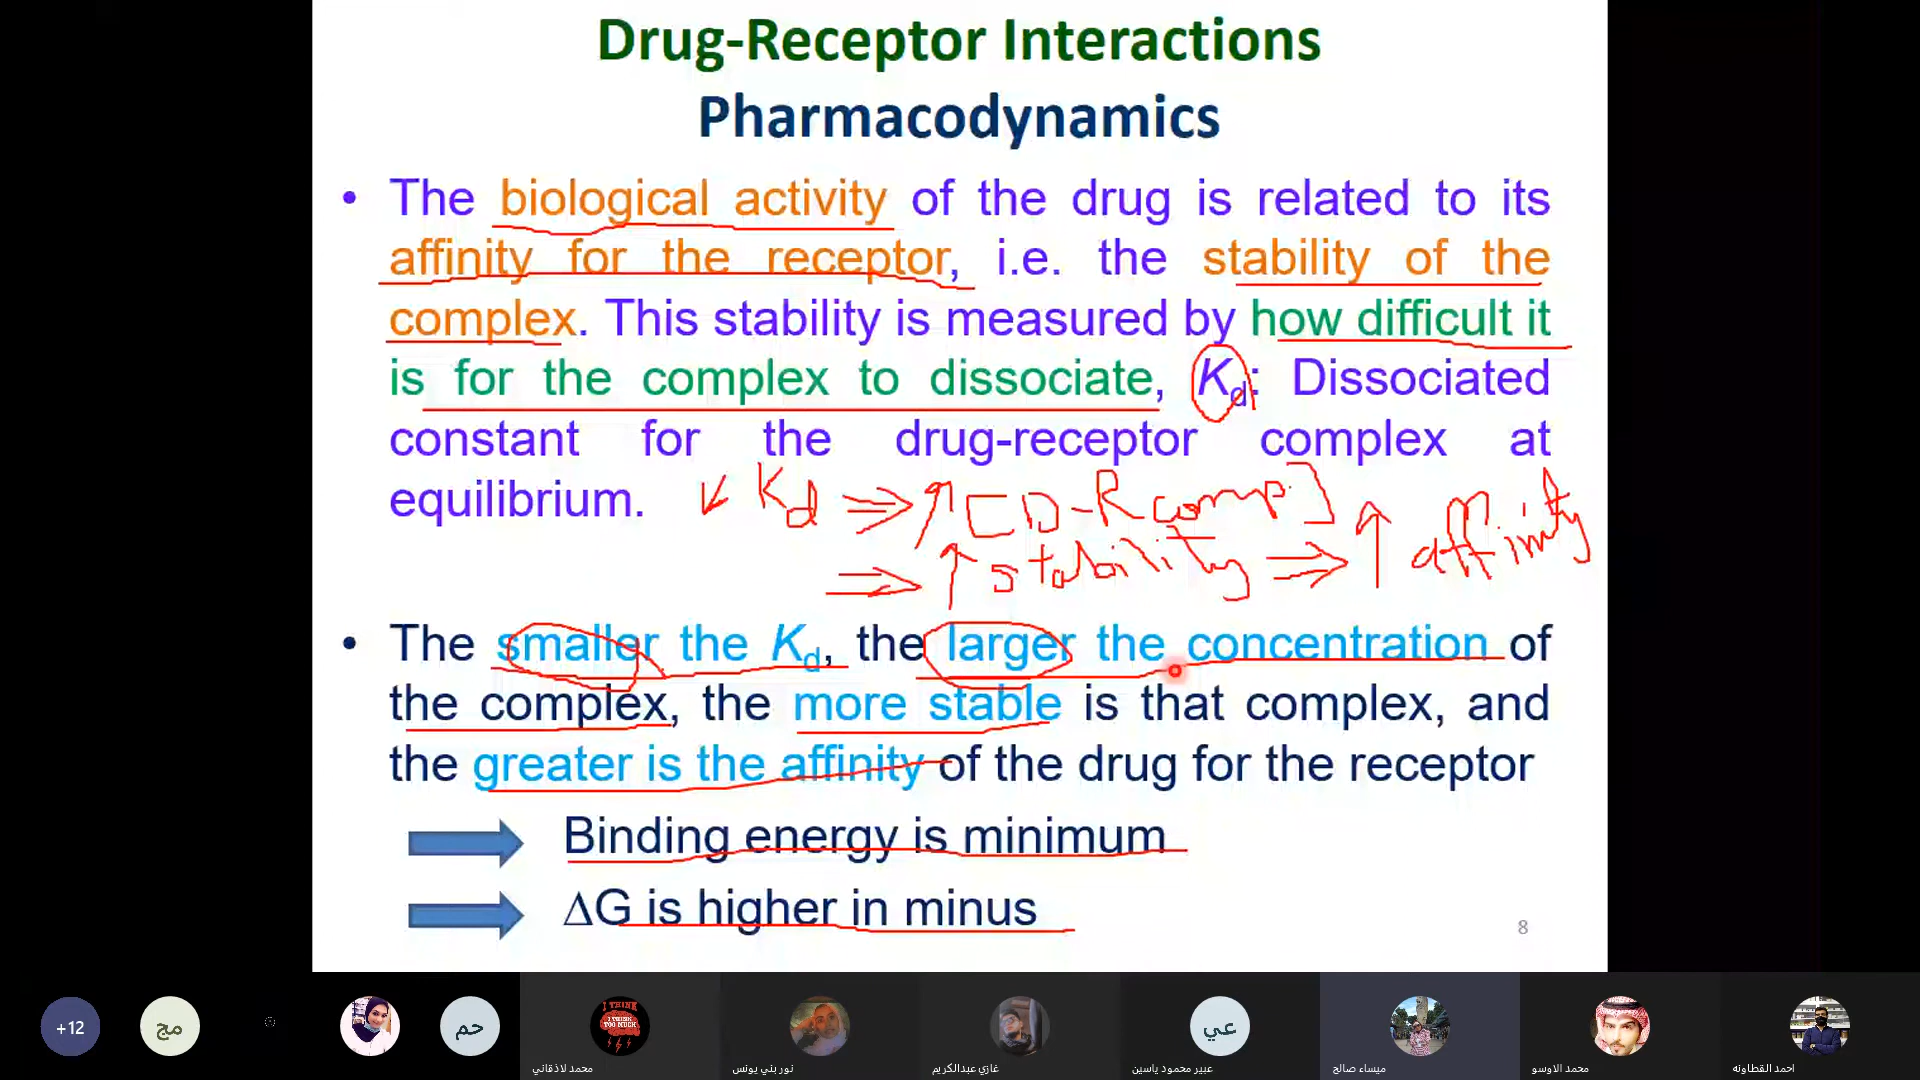 Drug-Receptor Interactions
Pharmacodynamics
• The biological activity of the drug is related to its
affinity for the receptor, i.e. the stability of the
complex. This stability is measured by how difficult it
is for the complex to dissociate, Kd: Dissociated
constant for the drug-receptor complex at
equilibrium.
↓ Kd ⇒ ↑ [D-R comp.]
⇒ ↑ stability ⇒ ↑ affinity
• The smaller the Kd, the larger the concentration of
the complex, the more stable is that complex, and
the greater is the affinity of the drug for the receptor
Binding energy is minimum
ΔG is higher in minus
8
+12
مج
حم
I THINK
I THINK
TOO MUCH
عي
محمد لاذقاني
نور بني يونس
غازي عبدالكريم
عبير محمود ياسين
ميساء صالح
محمد الاوسو
احمد القطاونه